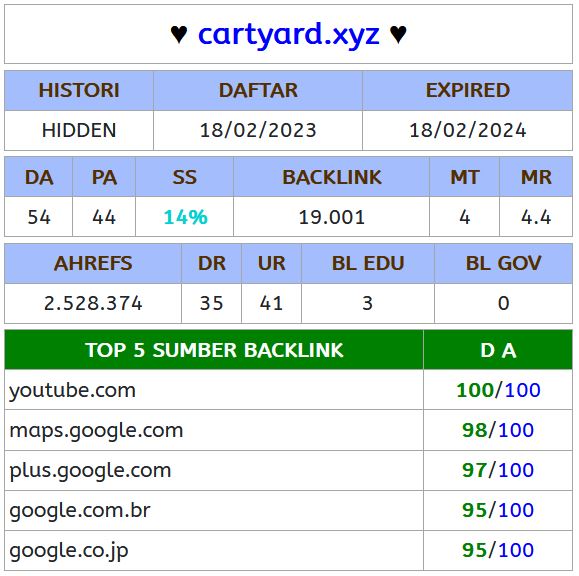 ♥ cartyard.xyz ♥
HISTORI DAFTAR EXPIRED
HIDDEN 18/02/2023 18/02/2024
DA PA SS BACKLINK MT MR
54 44 14% 19.001 4 4.4
AHREFS DR UR BL EDU BL GOV
2.528.374 35 41 3 0
TOP 5 SUMBER BACKLINK D A
youtube.com 100/100
maps.google.com 98/100
plus.google.com 97/100
google.com.br 95/100
google.co.jp 95/100